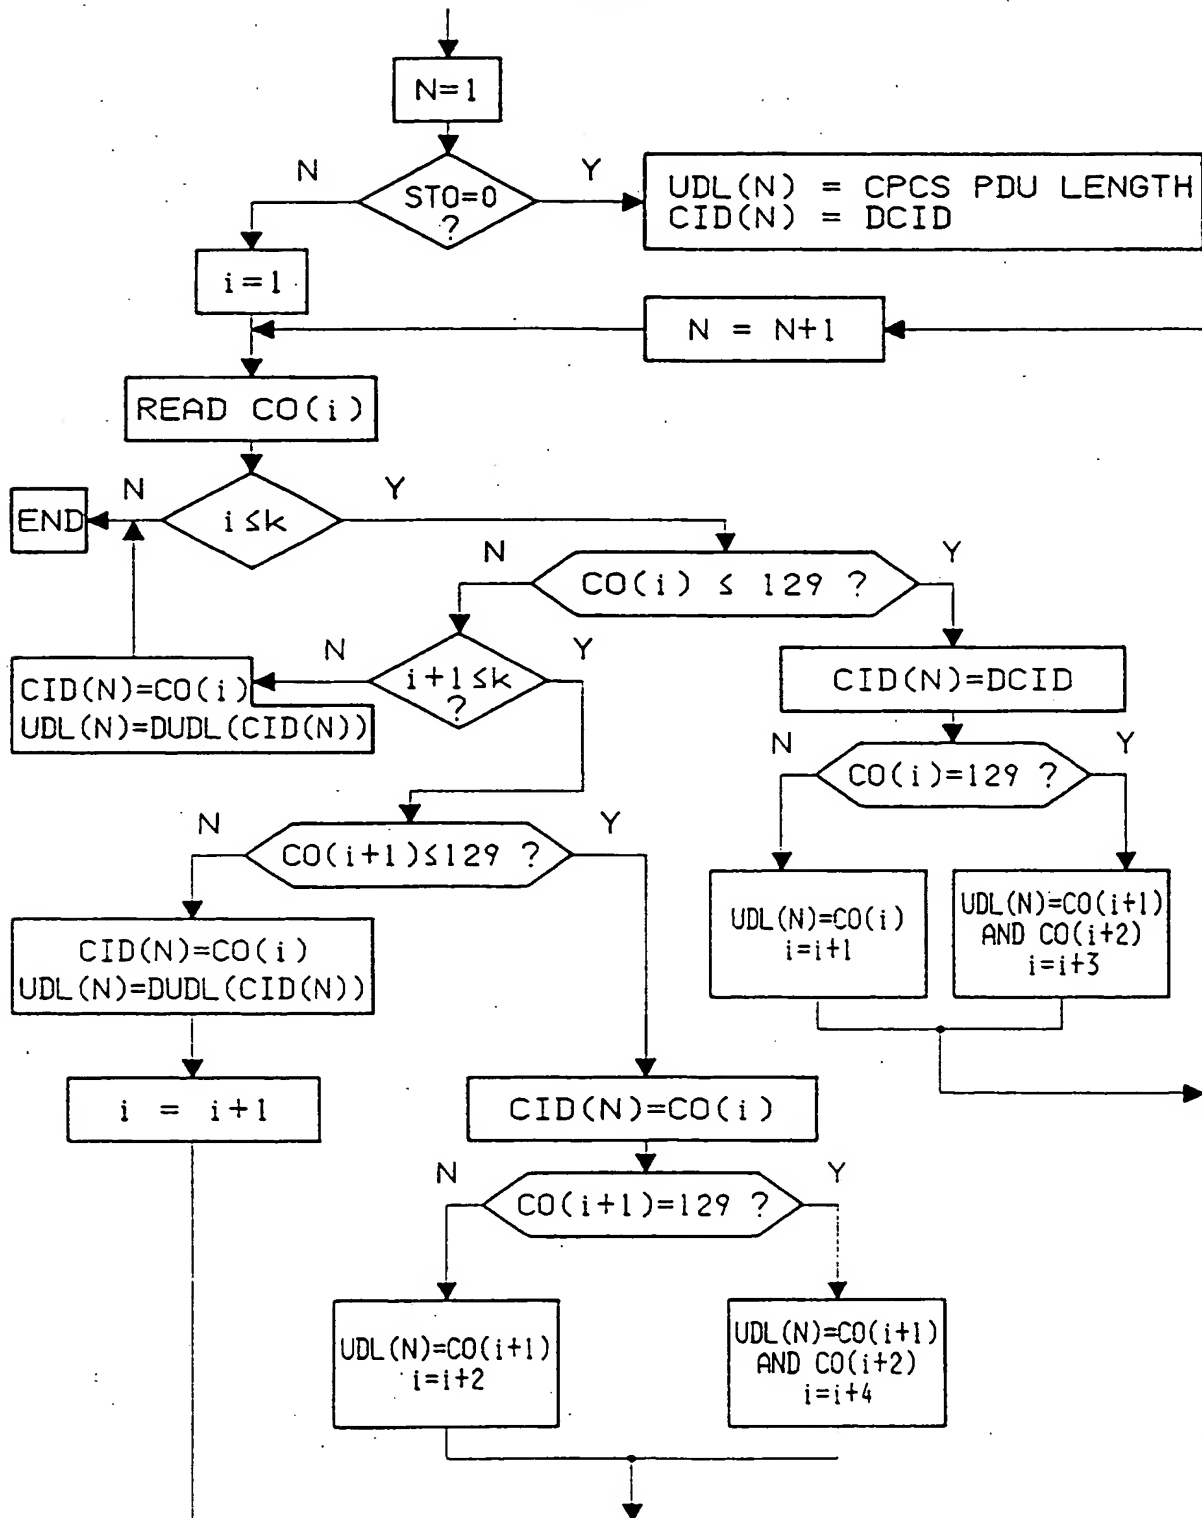 N=1
N
STO=0
?
Y
UDL(N) = CPCS PDU LENGTH
CID(N) = DCID
i=1
N = N+1
READ CO(i)
N
Y
END
i≤k
N
CO(i) ≤ 129 ?
Y
N
i+1≤k
?
Y
CID(N)=CO(i)
UDL(N)=DUDL(CID(N))
CID(N)=DCID
N
CO(i)=129 ?
Y
N
CO(i+1)≤129 ?
Y
UDL(N)=CO(i)
i=i+1
UDL(N)=CO(i+1)
AND CO(i+2)
i=i+3
CID(N)=CO(i)
UDL(N)=DUDL(CID(N))
i = i+1
CID(N)=CO(i)
N
CO(i+1)=129 ?
Y
UDL(N)=CO(i+1)
i=i+2
UDL(N)=CO(i+1)
AND CO(i+2)
i=i+4